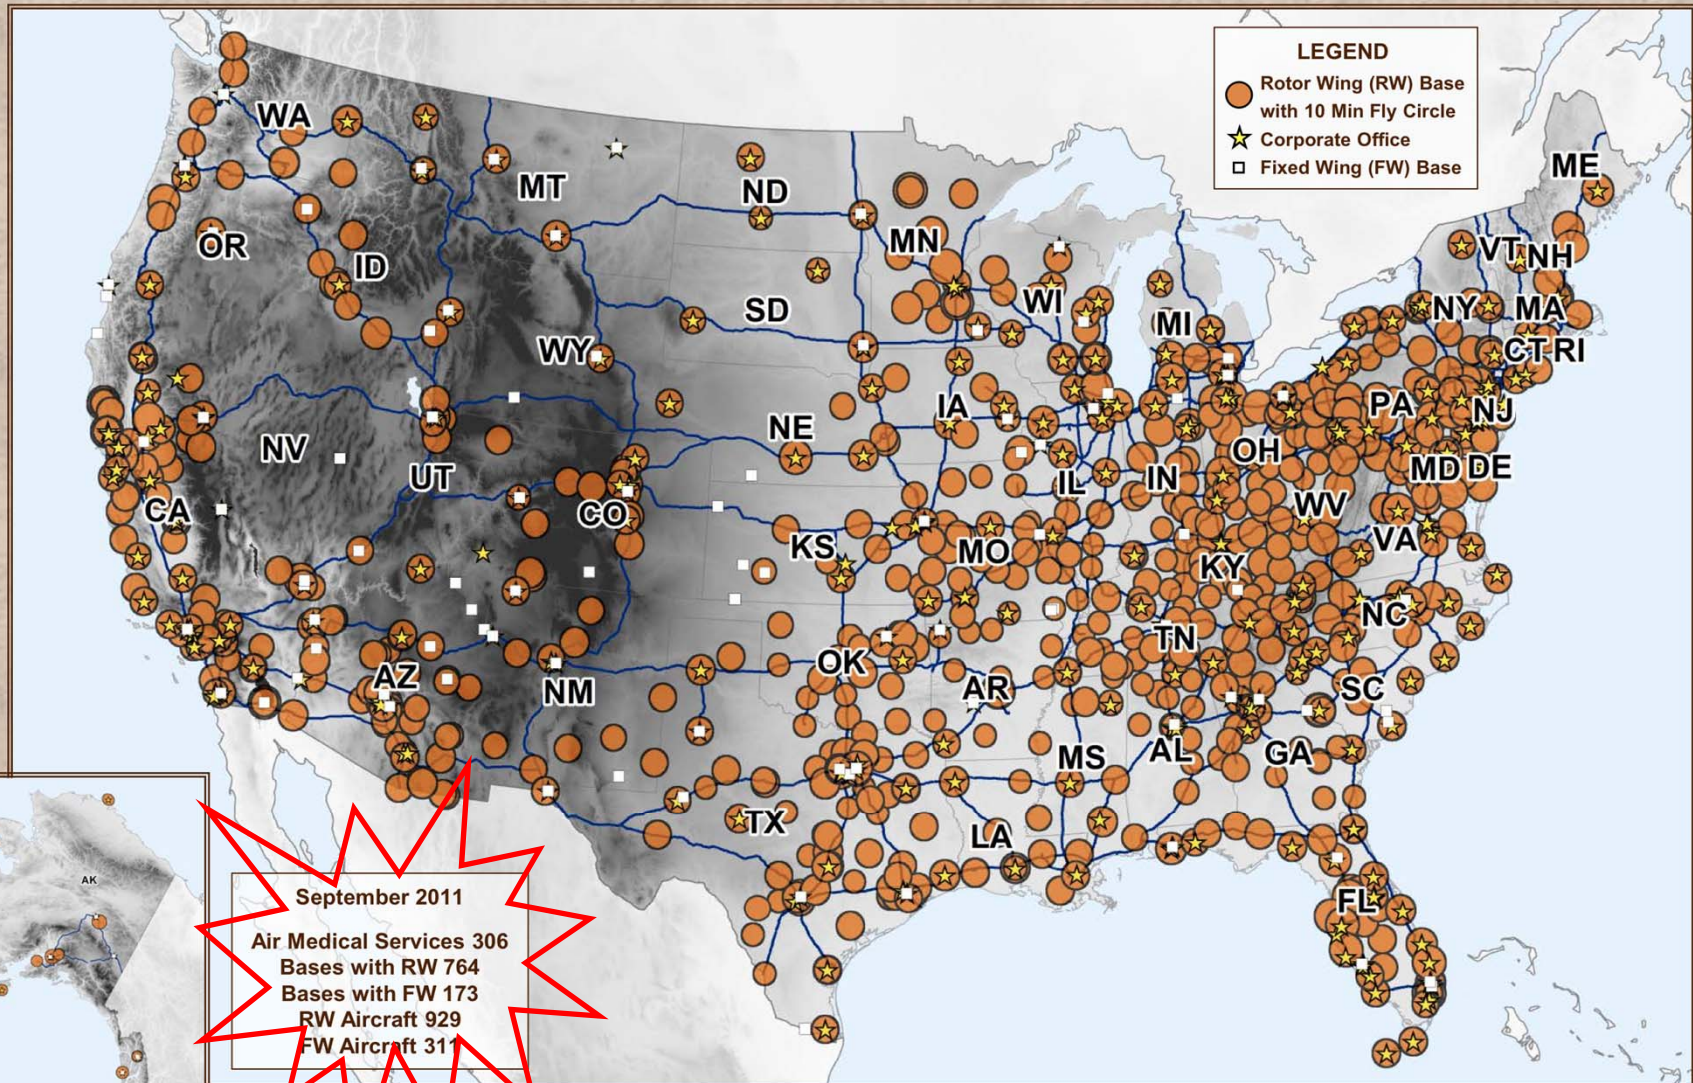 LEGEND
Rotor Wing (RW) Base
with 10 Min Fly Circle
Corporate Office
Fixed Wing (FW) Base
WA
MT
ND
MN
ME
OR
ID
SD
WI
MI
VT
NH
NY
MA
WY
CT
RI
NE
IA
PA
NJ
NV
UT
IL
IN
OH
MD
DE
CA
CO
KS
MO
WV
KY
VA
NC
AZ
NM
OK
AR
TN
SC
MS
AL
GA
TX
LA
FL
AK
September 2011
Air Medical Services 306
Bases with RW 764
Bases with FW 173
RW Aircraft 929
FW Aircraft 311